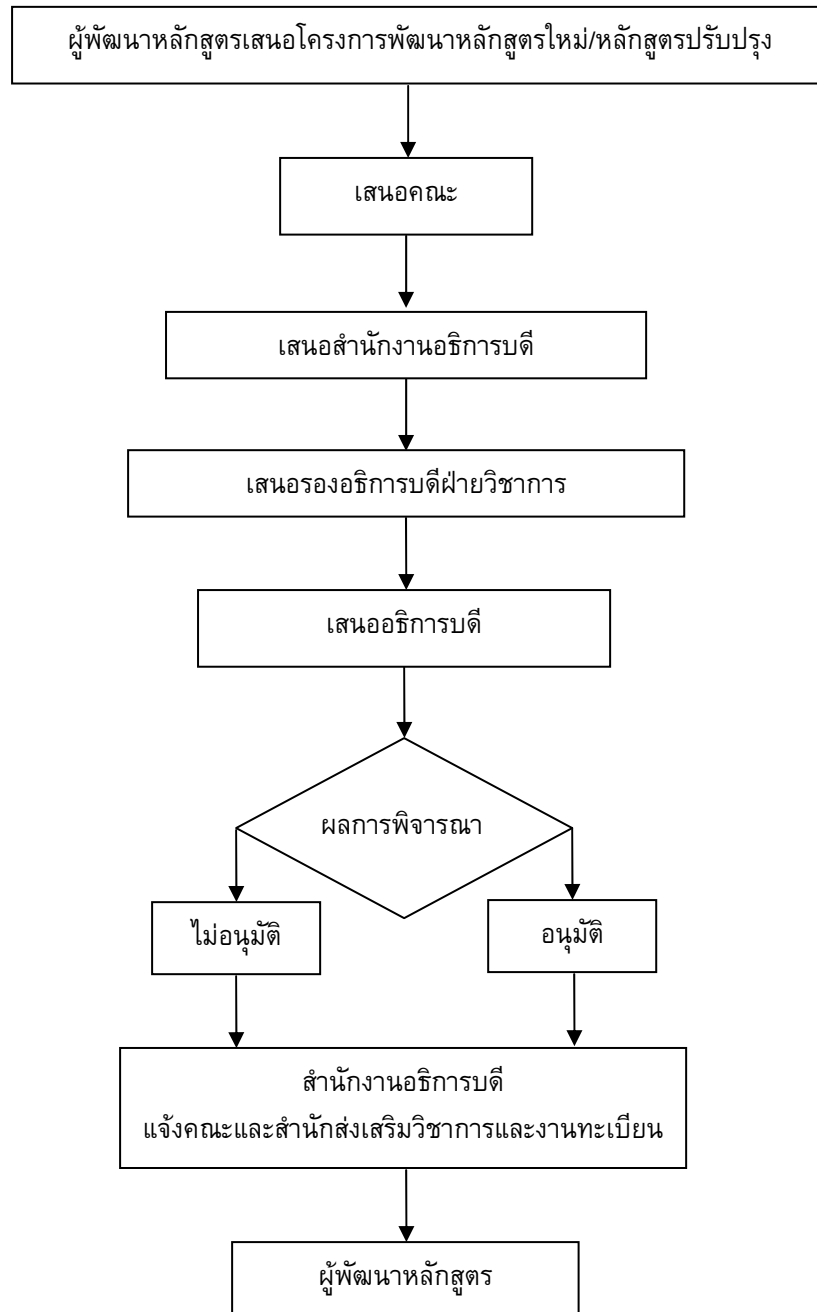 ผู้พัฒนาหลักสูตรเสนอโครงการพัฒนาหลักสูตรใหม่/หลักสูตรปรับปรุง
เสนอคณะ
เสนอสำนักงานอธิการบดี
เสนอรองอธิการบดีฝ่ายวิชาการ
เสนออธิการบดี
ผลการพิจารณา
ไม่อนุมัติ
อนุมัติ
สำนักงานอธิการบดี
แจ้งคณะและสำนักส่งเสริมวิชาการและงานทะเบียน
ผู้พัฒนาหลักสูตร